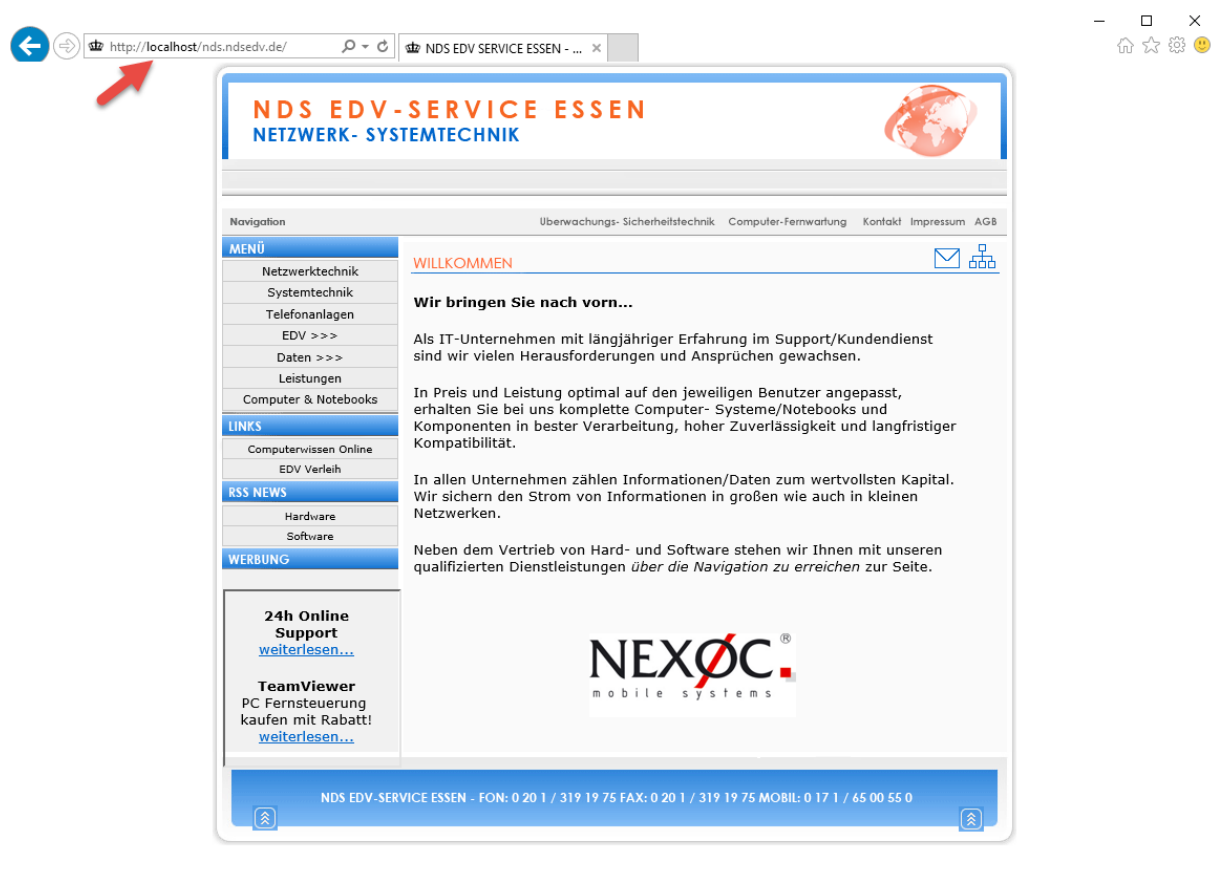 http://localhost/nds.ndsedv.de/
NDS EDV SERVICE ESSEN - ...
NDS EDV-SERVICE ESSEN
NETZWERK- SYSTEMTECHNIK
Navigation
Uberwachungs- Sicherheitstechnik Computer-Fernwartung Kontakt Impressum AGB
MENÜ
Netzwerktechnik
Systemtechnik
Telefonanlagen
EDV >>>
Daten >>>
Leistungen
Computer & Notebooks
LINKS
Computerwissen Online
EDV Verleih
RSS NEWS
Hardware
Software
WERBUNG
24h Online
Support
weiterlesen...
TeamViewer
PC Fernsteuerung
kaufen mit Rabatt!
weiterlesen...
WILLKOMMEN
Wir bringen Sie nach vorn...
Als IT-Unternehmen mit längjähriger Erfahrung im Support/Kundendienst
sind wir vielen Herausforderungen und Ansprüchen gewachsen.
In Preis und Leistung optimal auf den jeweiligen Benutzer angepasst,
erhalten Sie bei uns komplette Computer- Systeme/Notebooks und
Komponenten in bester Verarbeitung, hoher Zuverlässigkeit und langfristiger
Kompatibilität.
In allen Unternehmen zählen Informationen/Daten zum wertvollsten Kapital.
Wir sichern den Strom von Informationen in großen wie auch in kleinen
Netzwerken.
Neben dem Vertrieb von Hard- und Software stehen wir Ihnen mit unseren
qualifizierten Dienstleistungen über die Navigation zu erreichen zur Seite.
NEXØC.®
mobile systems
NDS EDV-SERVICE ESSEN - FON: 0 20 1 / 319 19 75 FAX: 0 20 1 / 319 19 75 MOBIL: 0 17 1 / 65 00 55 0